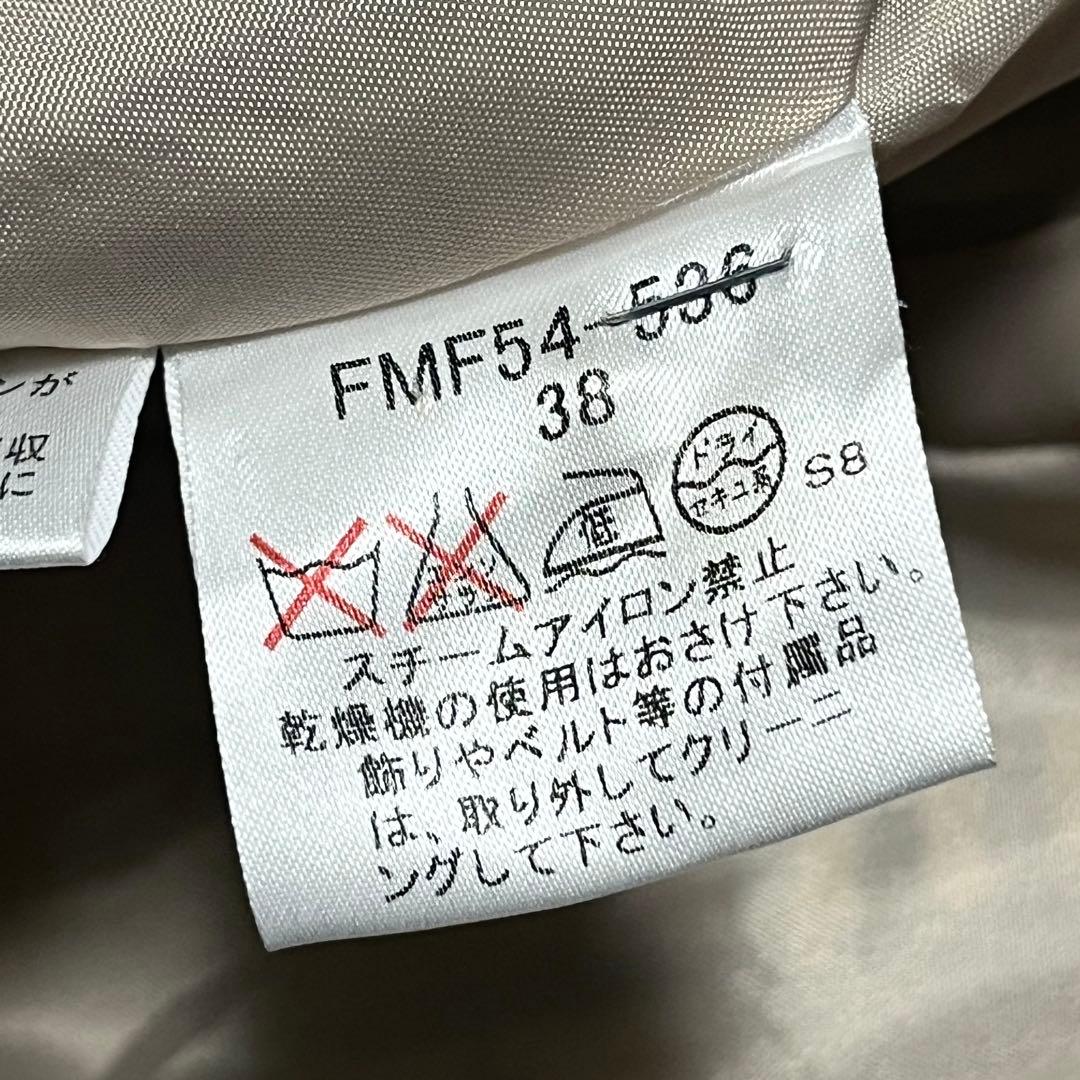 FMF54-536
38
低
ドライ
セキユ系
S8
スチームアイロン禁止
乾燥機の使用はおさけ下さい。
飾りやベルト等の付属品
は、取り外してクリーニ
ングして下さい。
ンが
収
に